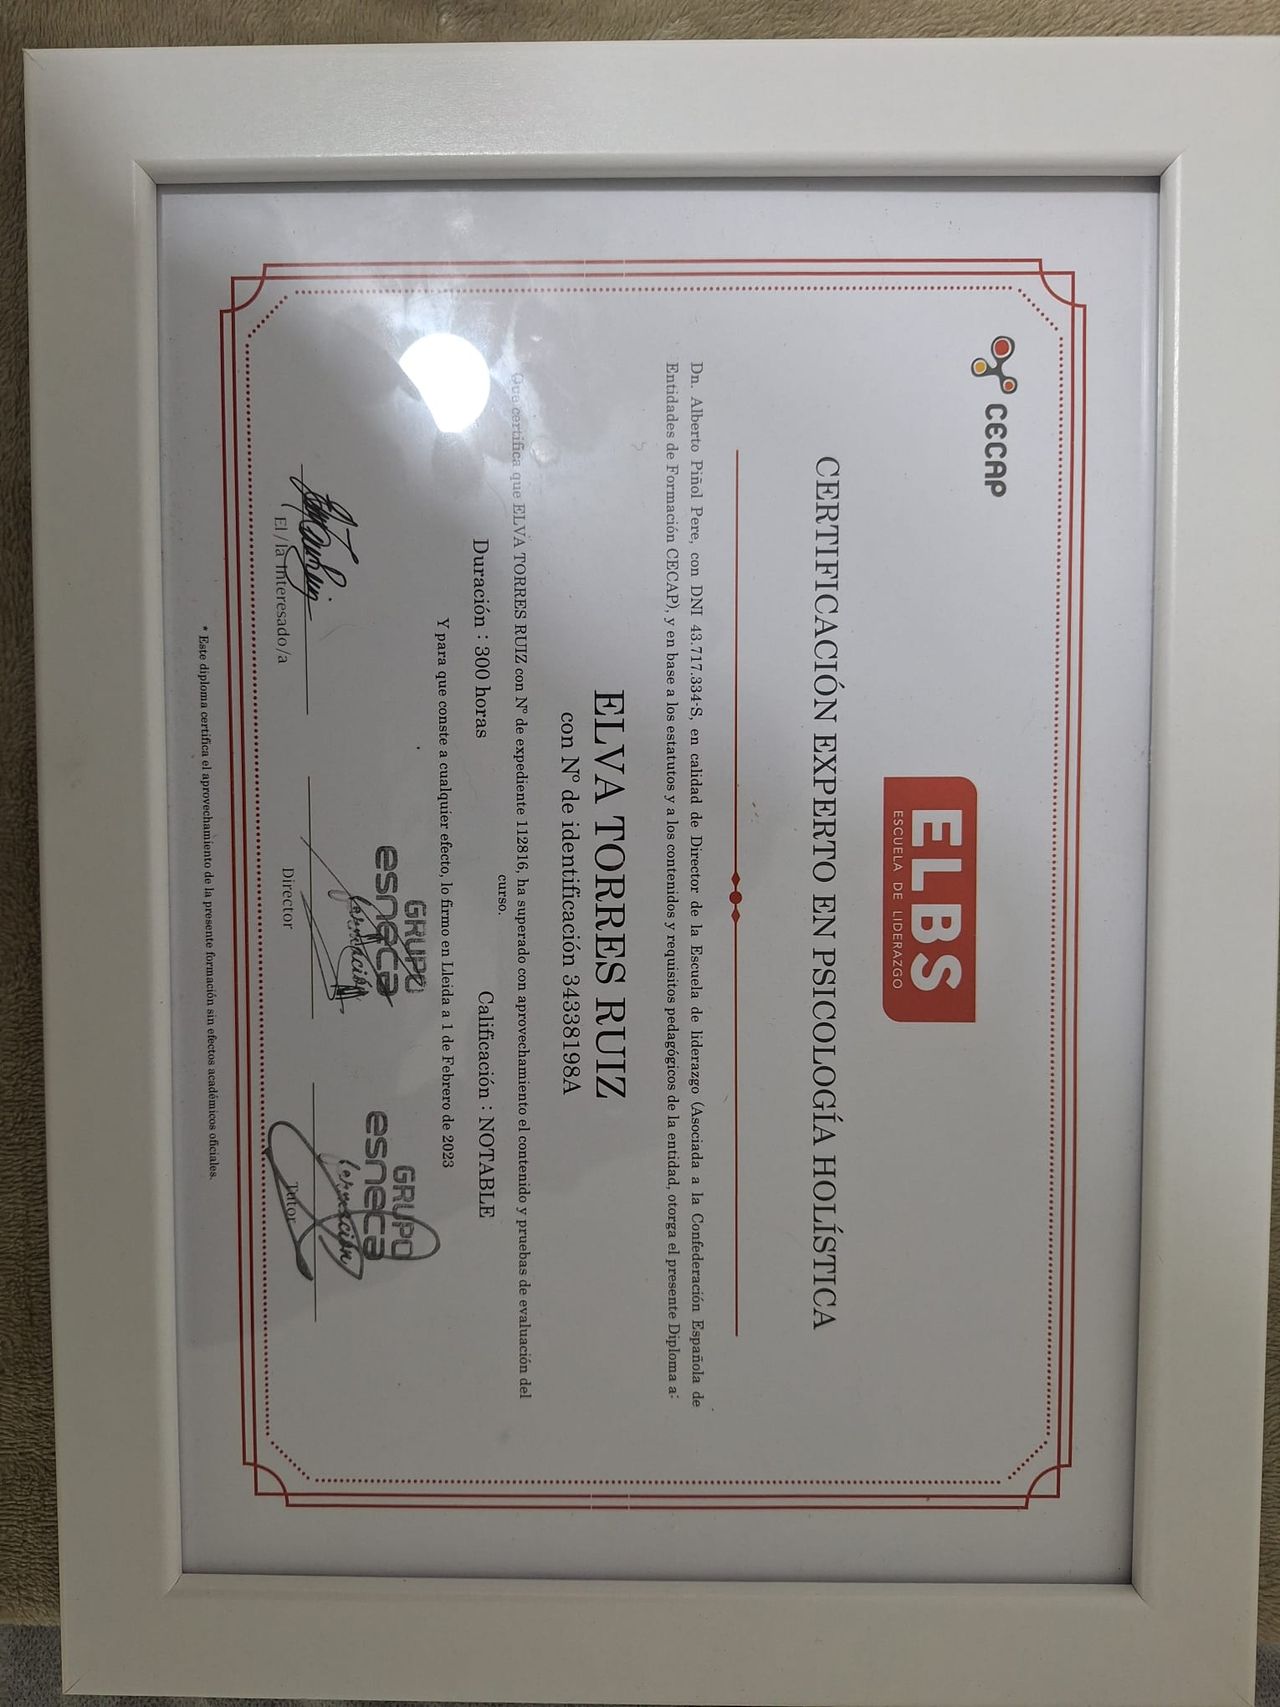 CECAP
ELBS
ESCUELA DE LIDERAZGO
CERTIFICACIÓN EXPERTO EN PSICOLOGÍA HOLÍSTICA
Dn. Alberto Piñol Pere, con DNI 43.717.334-S, en calidad de Director de la Escuela de liderazgo (Asociada a la Confederación Española de
Entidades de Formación CECAP), y en base a los estatutos y a los contenidos y requisitos pedagógicos de la entidad, otorga el presente Diploma a:
ELVA TORRES RUIZ
con Nº de identificación 34338198A
Que certifica que ELVA TORRES RUIZ con Nº de expediente 112816, ha superado con aprovechamiento el contenido y pruebas de evaluación del
curso.
Duración : 300 horas Calificación : NOTABLE
Y para que conste a cualquier efecto, lo firmo en Lleida a 1 de Febrero de 2023
GRUPO
esneca
formación
GRUPO
esneca
formación
El/la interesado/a
Director
Tutor
* Este diploma certifica el aprovechamiento de la presente formación sin efectos académicos oficiales.